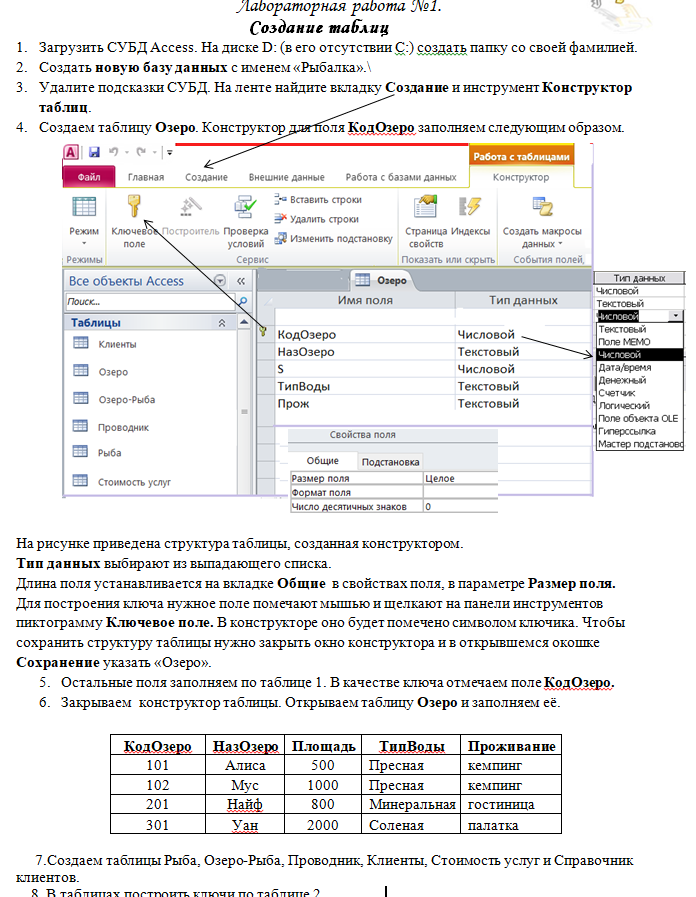 Лабораторная работа №1.
Создание таблиц
1. Загрузить СУБД Access. На диске D: (в его отсутствии С:) создать папку со своей фамилией.
2. Создать новую базу данных с именем «Рыбалка».\
3. Удалите подсказки СУБД. На ленте найдите вкладку Создание и инструмент Конструктор
таблиц.
4. Создаем таблицу Озеро. Конструктор для поля КодОзеро заполняем следующим образом.
Работа с таблицами
Файл Главная Создание Внешние данные Работа с базами данных Конструктор
Режим
Ключевое поле
Построитель
Проверка условий
Вставить строки
Удалить строки
Изменить подстановку
Страница свойств
Индексы
Создать макросы данных
Режимы Сервис Показать или скрыть События полей,
Все объекты Access «
Поиск...
Таблицы
Клиенты
Озеро
Озеро-Рыба
Проводник
Рыба
Стоимость услуг
Озеро
Имя поля Тип данных
КодОзеро Числовой
НазОзеро Текстовый
S Числовой
ТипВоды Текстовый
Прож Текстовый
Свойства поля
Общие Подстановка
Размер поля Целое
Формат поля
Число десятичных знаков 0
Тип данных
Числовой
Текстовый
Числовой
Текстовый
Поле МЕМО
Числовой
Дата/время
Денежный
Счетчик
Логический
Поле объекта OLE
Гиперссылка
Мастер подстаново
На рисунке приведена структура таблицы, созданная конструктором.
Тип данных выбирают из выпадающего списка.
Длина поля устанавливается на вкладке Общие в свойствах поля, в параметре Размер поля.
Для построения ключа нужное поле помечают мышью и щелкают на панели инструментов
пиктограмму Ключевое поле. В конструкторе оно будет помечено символом ключика. Чтобы
сохранить структуру таблицы нужно закрыть окно конструктора и в открывшемся окошке
Сохранение указать «Озеро».
5. Остальные поля заполняем по таблице 1. В качестве ключа отмечаем поле КодОзеро.
6. Закрываем конструктор таблицы. Открываем таблицу Озеро и заполняем её.
КодОзеро НазОзеро Площадь ТипВоды Проживание
101 Алиса 500 Пресная кемпинг
102 Мус 1000 Пресная кемпинг
201 Найф 800 Минеральная гостиница
301 Уан 2000 Соленая палатка
7.Создаем таблицы Рыба, Озеро-Рыба, Проводник, Клиенты, Стоимость услуг и Справочник
клиентов.
8. В таблицах построить ключи по таблице 2